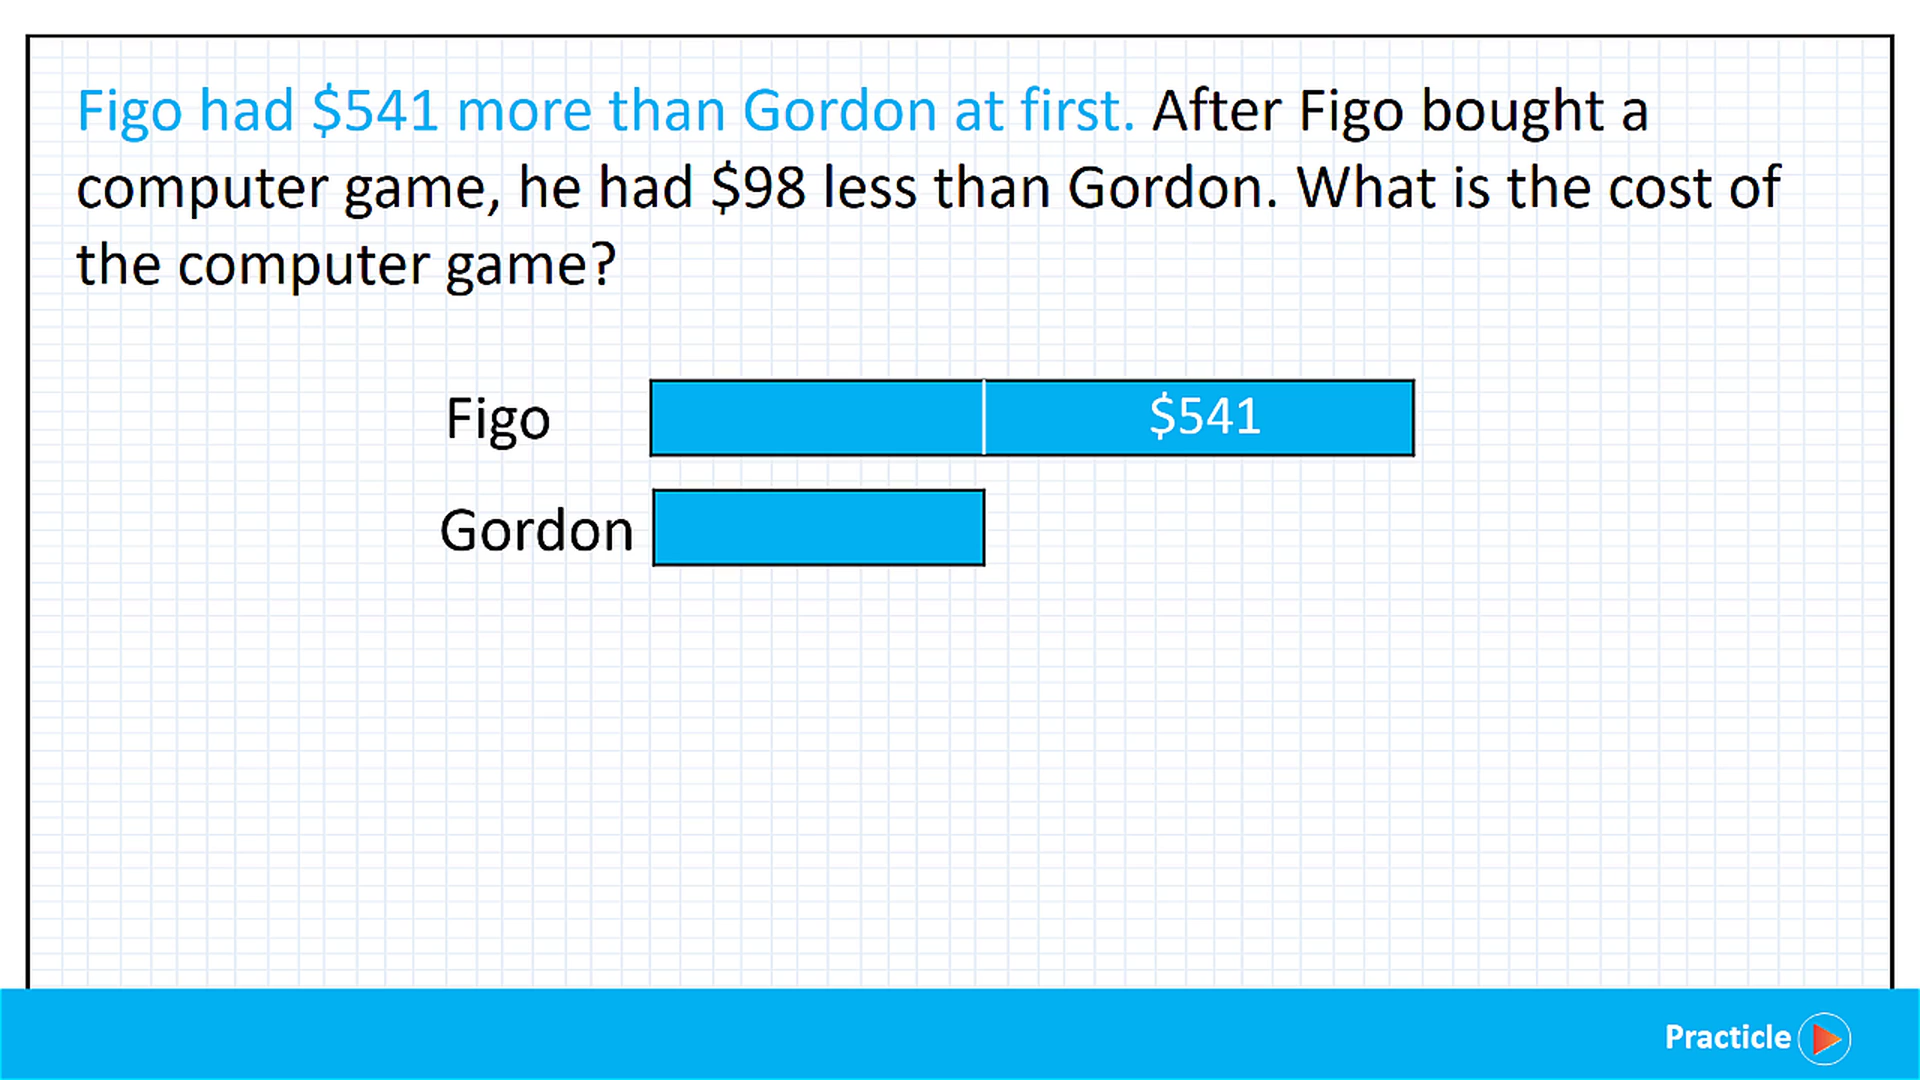 Figo had $541 more than Gordon at first. After Figo bought a
computer game, he had $98 less than Gordon. What is the cost of
the computer game?
Figo
$541
Gordon
Practicle